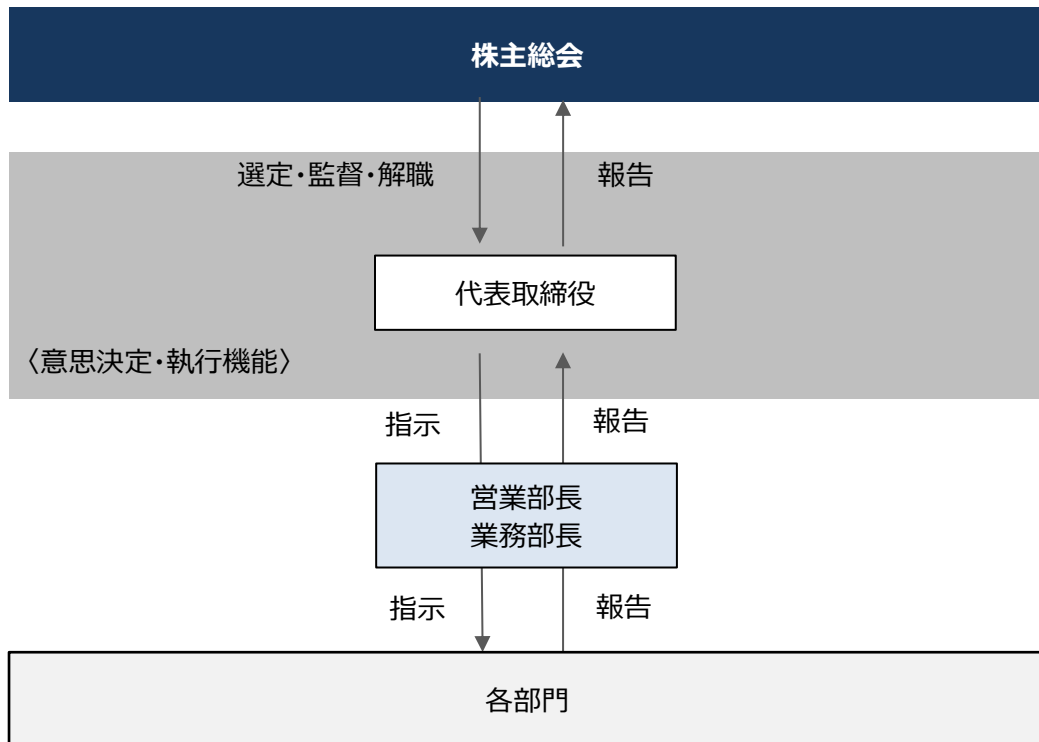 株主総会
選定・監督・解職
報告
代表取締役
〈意思決定・執行機能〉
指示
報告
営業部長
業務部長
指示
報告
各部門